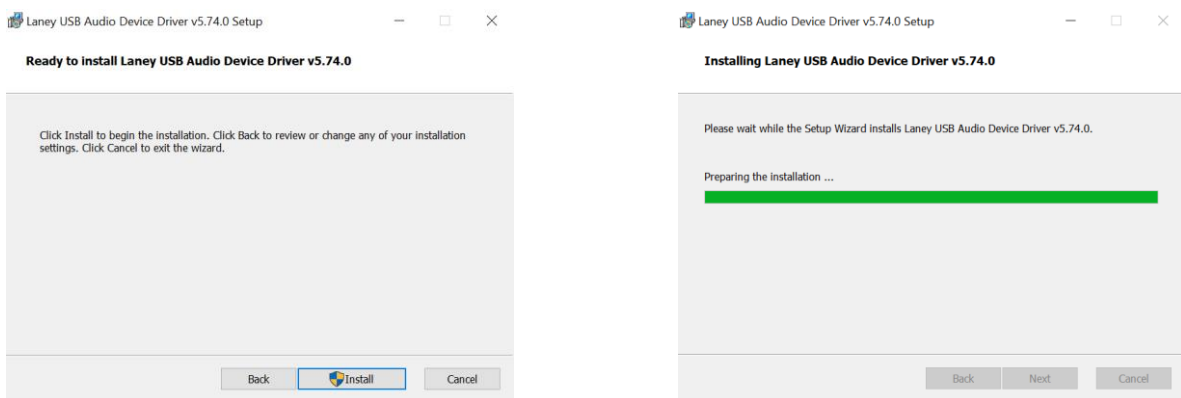 Laney USB Audio Device Driver v5.74.0 Setup
Ready to install Laney USB Audio Device Driver v5.74.0
Click Install to begin the installation. Click Back to review or change any of your installation
settings. Click Cancel to exit the wizard.
Back
Install
Cancel
Laney USB Audio Device Driver v5.74.0 Setup
Installing Laney USB Audio Device Driver v5.74.0
Please wait while the Setup Wizard installs Laney USB Audio Device Driver v5.74.0.
Preparing the installation ...
Back
Next
Cancel